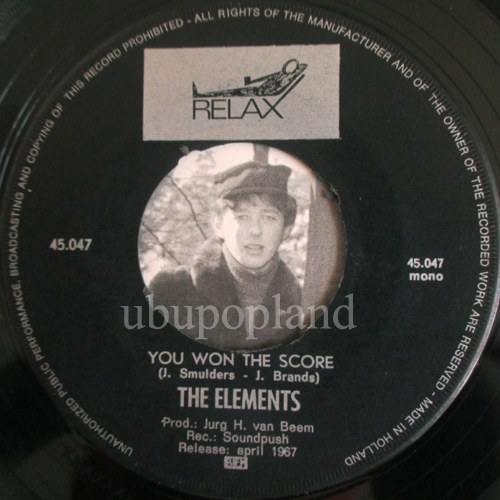 UNAUTHORIZED PUBLIC PERFORMANCE, BROADCASTING AND COPYING OF THIS RECORD PROHIBITED - ALL RIGHTS OF THE MANUFACTURER AND OF THE OWNER OF THE RECORDED WORK ARE RESERVED - MADE IN HOLLAND
RELAX
45.047
45.047
mono
ubupopland
YOU WON THE SCORE
(J. Smulders - J. Brands)
THE ELEMENTS
Prod.: Jurg H. van Beem
Rec.: Soundpush
Release: april 1967